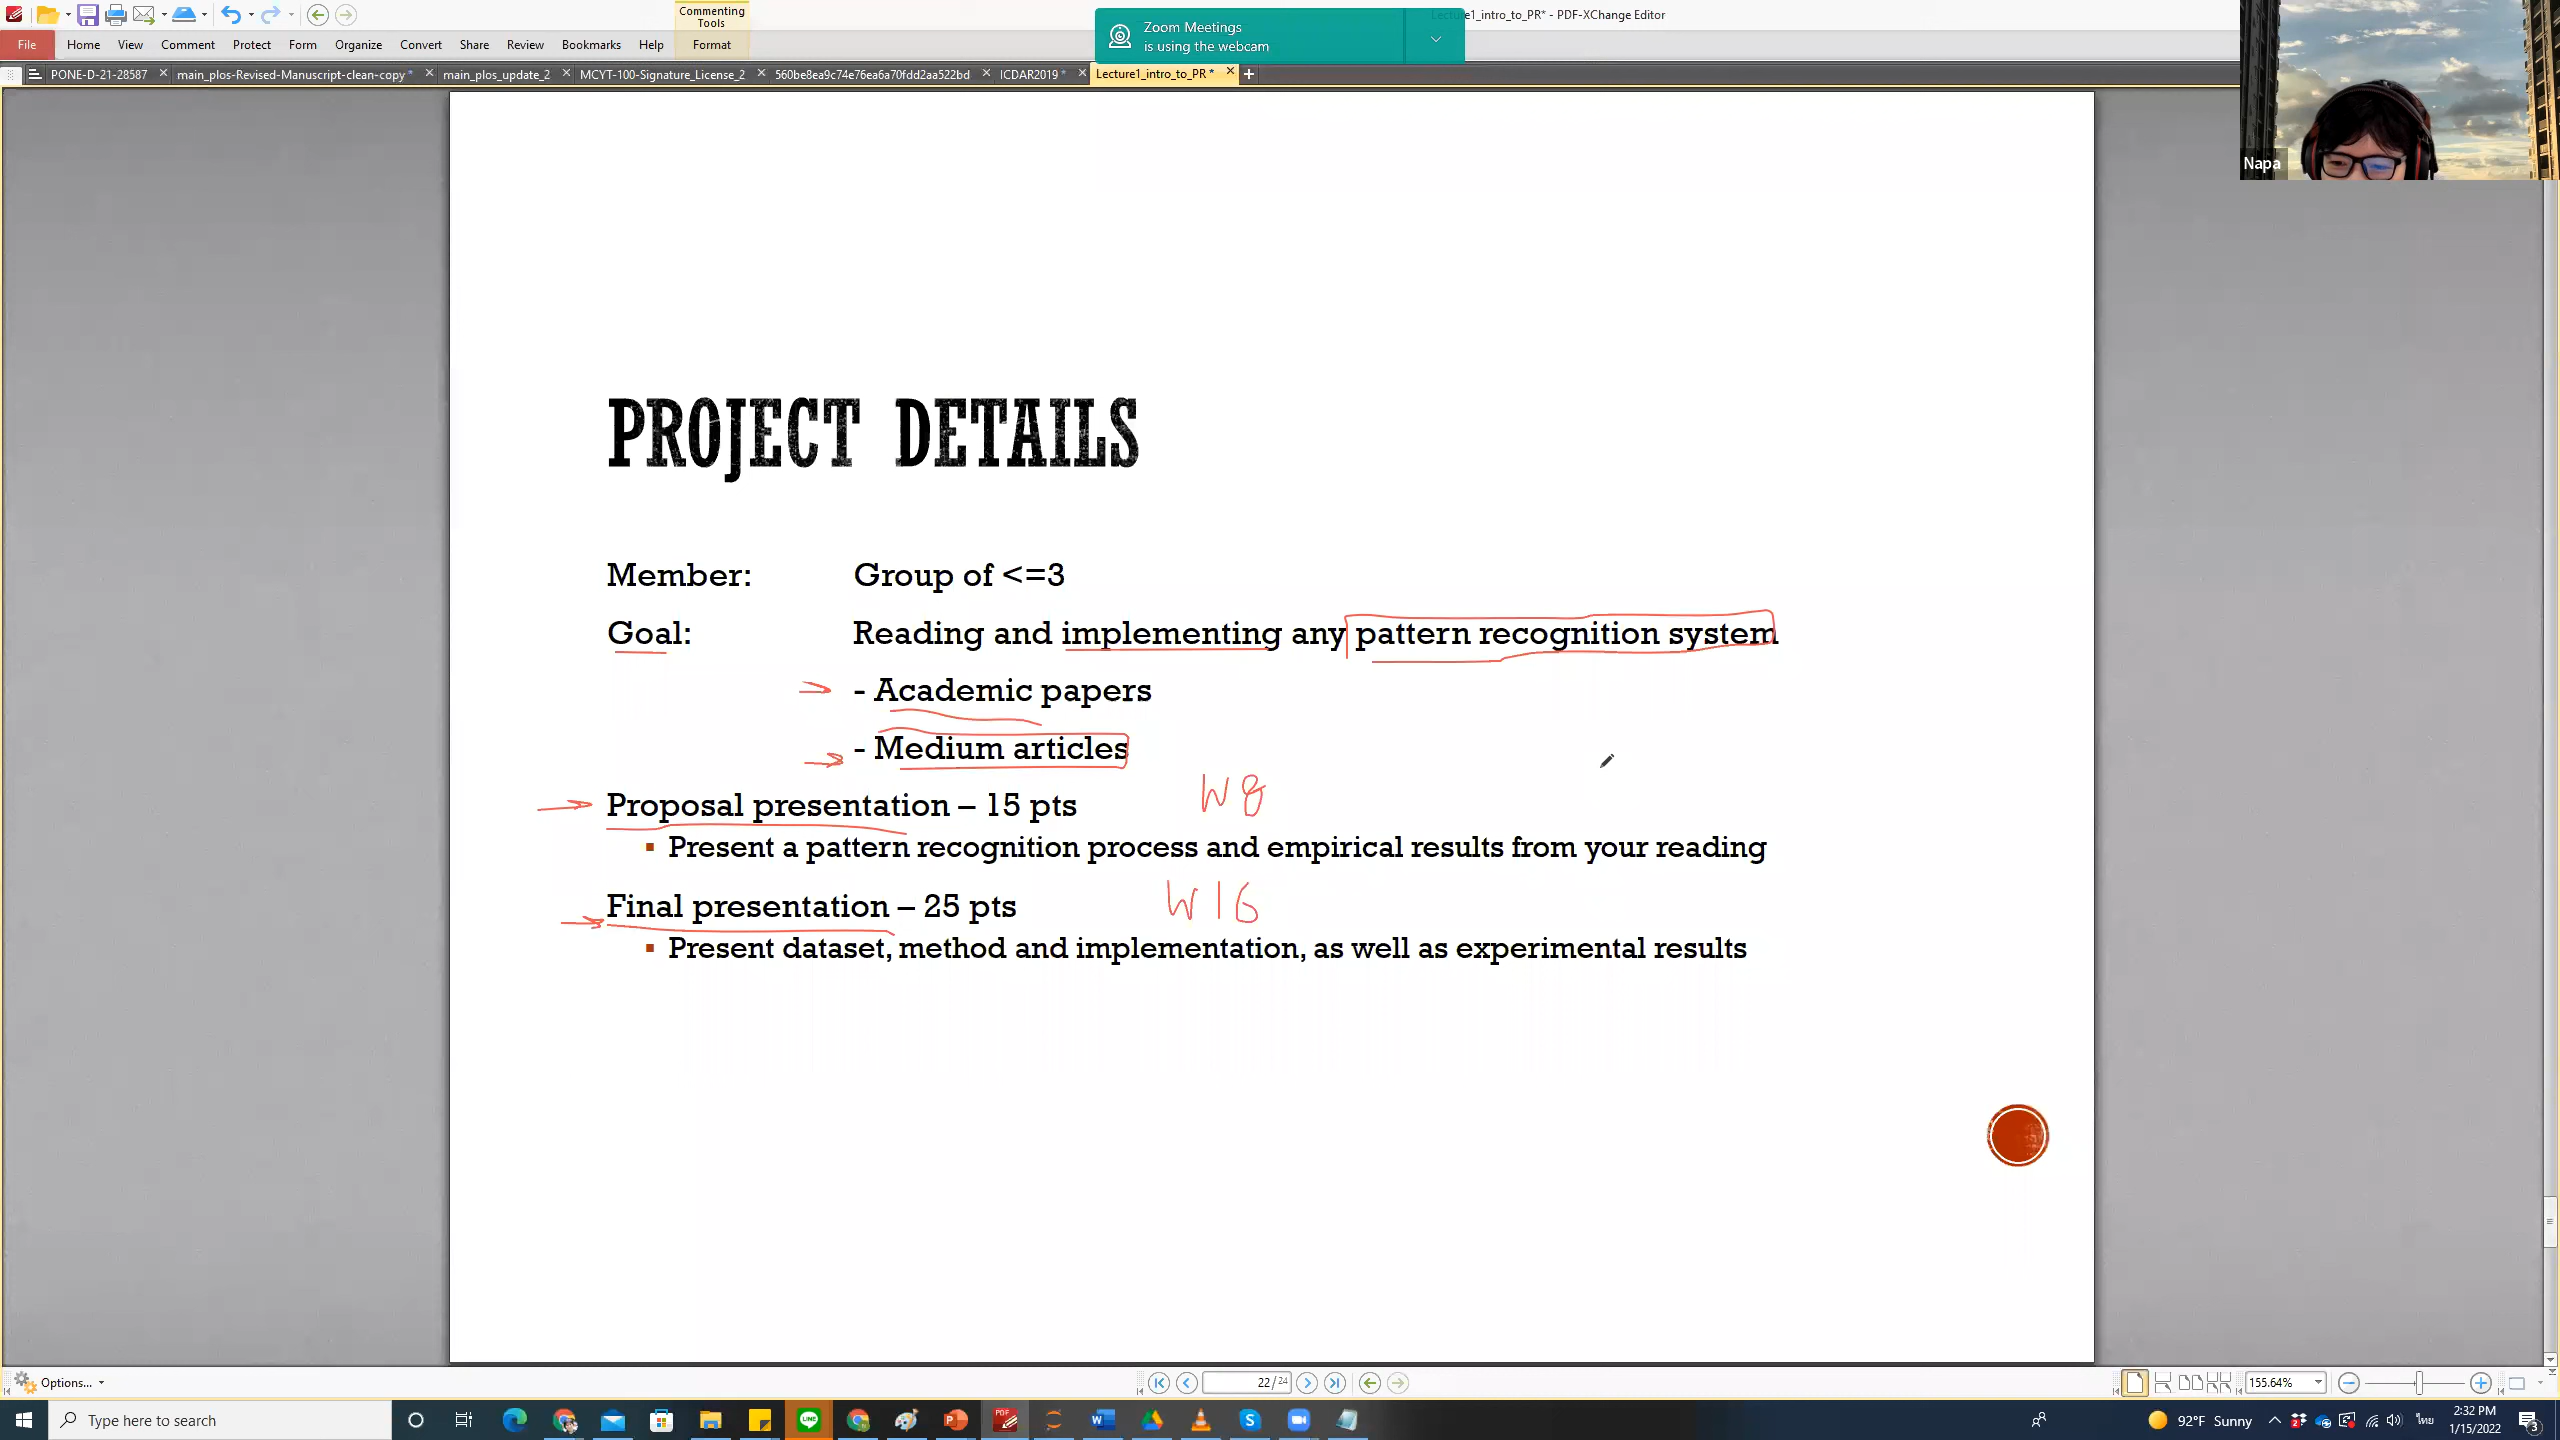 Commenting
Tools
Lecture1_intro_to_PR* - PDF-XChange Editor
Zoom Meetings
is using the webcam
File Home View Comment Protect Form Organize Convert Share Review Bookmarks Help Format
PONE-D-21-28587 main_plos-Revised-Manuscript-clean-copy * main_plos_update_2 MCYT-100-Signature_License_2 560be8ea9c74e76ea6a70fdd2aa522bd ICDAR2019 * Lecture1_intro_to_PR *
Napa
PROJECT DETAILS
Member: Group of <=3
Goal: Reading and implementing any pattern recognition system
- Academic papers
- Medium articles
W8
Proposal presentation – 15 pts
▪ Present a pattern recognition process and empirical results from your reading
W16
Final presentation – 25 pts
▪ Present dataset, method and implementation, as well as experimental results
Options...
22 / 24
155.64%
Type here to search
92°F Sunny
ไทย
2:32 PM
1/15/2022
3